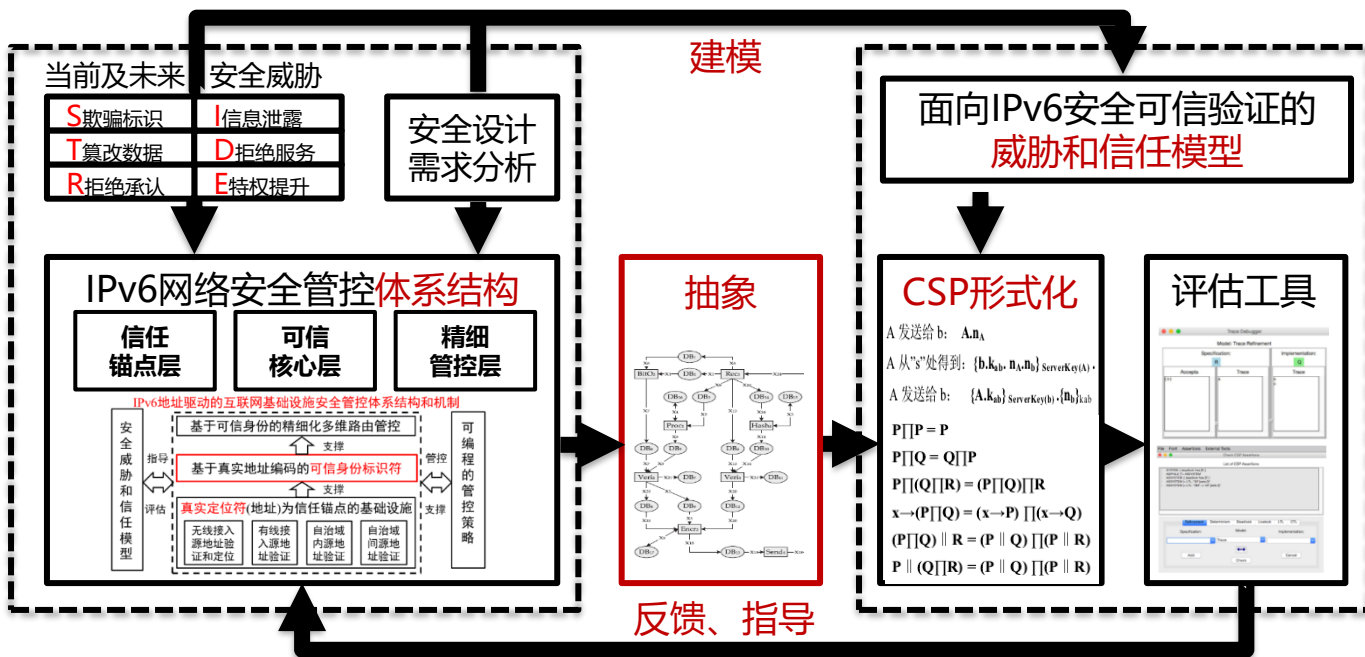 建模
当前及未来 安全威胁
S欺骗标识 I信息泄露
T篡改数据 D拒绝服务
R拒绝承认 E特权提升
安全设计
需求分析
IPv6网络安全管控体系结构
信任
锚点层
可信
核心层
精细
管控层
IPv6地址驱动的互联网基础设施安全管控体系结构和机制
安全威胁和信任模型
指导
评估
基于可信身份的精细化多维路由管控
支撑
基于真实地址编码的可信身份标识符
支撑
真实定位符(地址)为信任锚点的基础设施
无线接入
源地址验
证和定位
有线接
入源地
址验证
自治域
内源地
址验证
自治域
间源地
址验证
管控
支撑
可编程的管控策略
抽象
面向IPv6安全可信验证的
威胁和信任模型
CSP形式化
A 发送给 b: A.nA
A 从"s"处得到: {b.kab, nA.nb}ServerKey(A) .
A 发送给 b: {A.kab}ServerKey(b).{nb}kab
P∏P = P
P∏Q = Q∏P
P∏(Q∏R) = (P∏Q)∏R
x→(P∏Q) = (x→P) ∏(x→Q)
(P∏Q) ∥ R = (P ∥ Q) ∏(P ∥ R)
P ∥ (Q∏R) = (P ∥ Q) ∏(P ∥ R)
评估工具
Trace Debugger
Model: Trace Refinement
Specification:
Implementation:
Accepts
Trace
Trace
反馈、指导